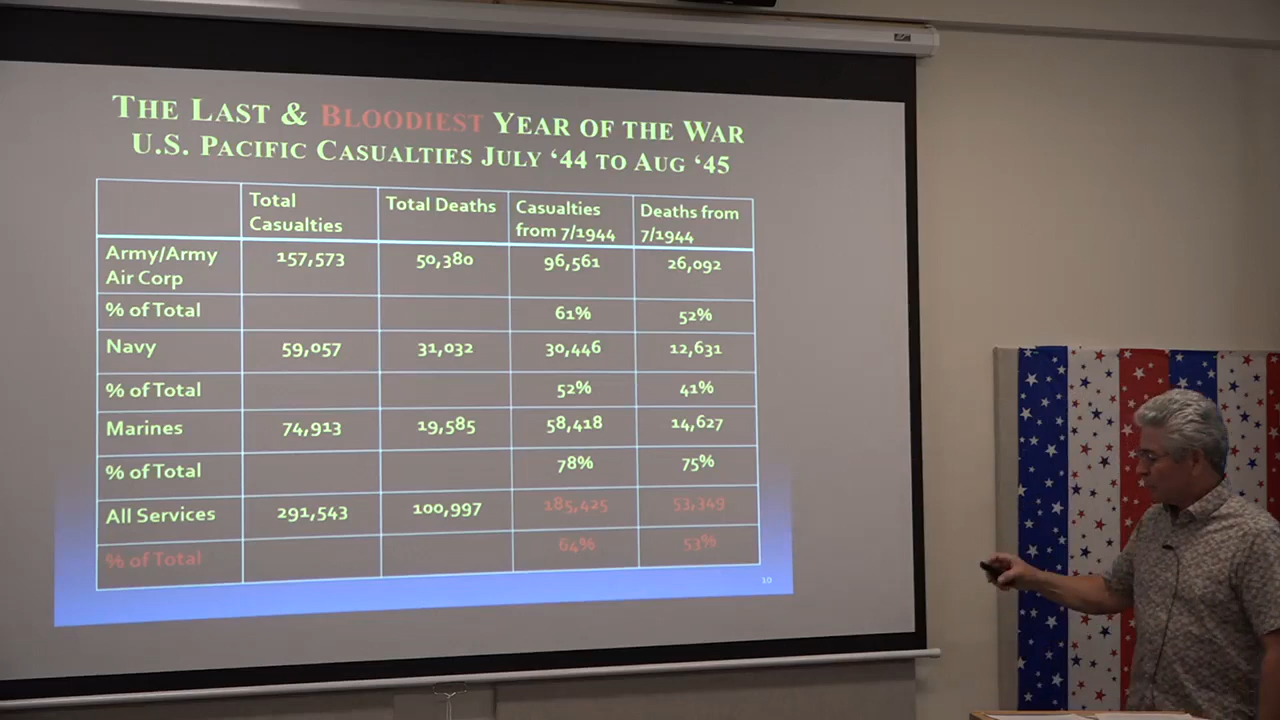 THE LAST & BLOODIEST YEAR OF THE WAR
U.S. PACIFIC CASUALTIES JULY ‘44 TO AUG ‘45
Total Casualties Total Deaths Casualties from 7/1944 Deaths from 7/1944
Army/Army Air Corp 157,573 50,380 96,561 26,092
% of Total 61% 52%
Navy 59,057 31,032 30,446 12,631
% of Total 52% 41%
Marines 74,913 19,585 58,418 14,627
% of Total 78% 75%
All Services 291,543 100,997 185,425 53,349
% of Total 64% 53%
10